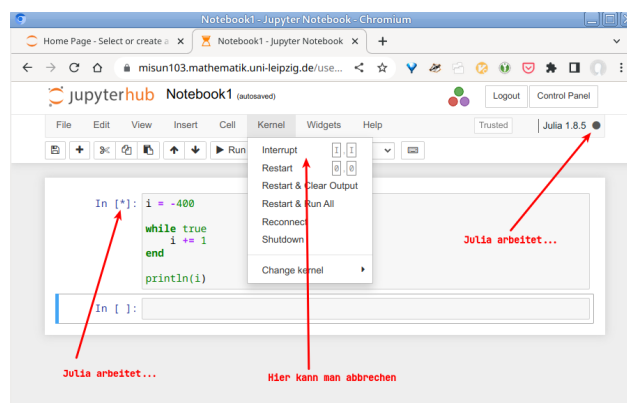 Notebook1 - Jupyter Notebook - Chromium
Home Page - Select or create a
Notebook1 - Jupyter Notebook
misun103.mathematik.uni-leipzig.de/use...
jupyterhub Notebook1 (autosaved)
Logout
Control Panel
File Edit View Insert Cell Kernel Widgets Help
Trusted
Julia 1.8.5
Run
Interrupt I,I
Restart 0,0
Restart & Clear Output
Restart & Run All
Reconnect
Shutdown
Change kernel
In [*]: i = -400
while true
i += 1
end
println(i)
Julia arbeitet...
In [ ]:
Julia arbeitet...
Hier kann man abbrechen